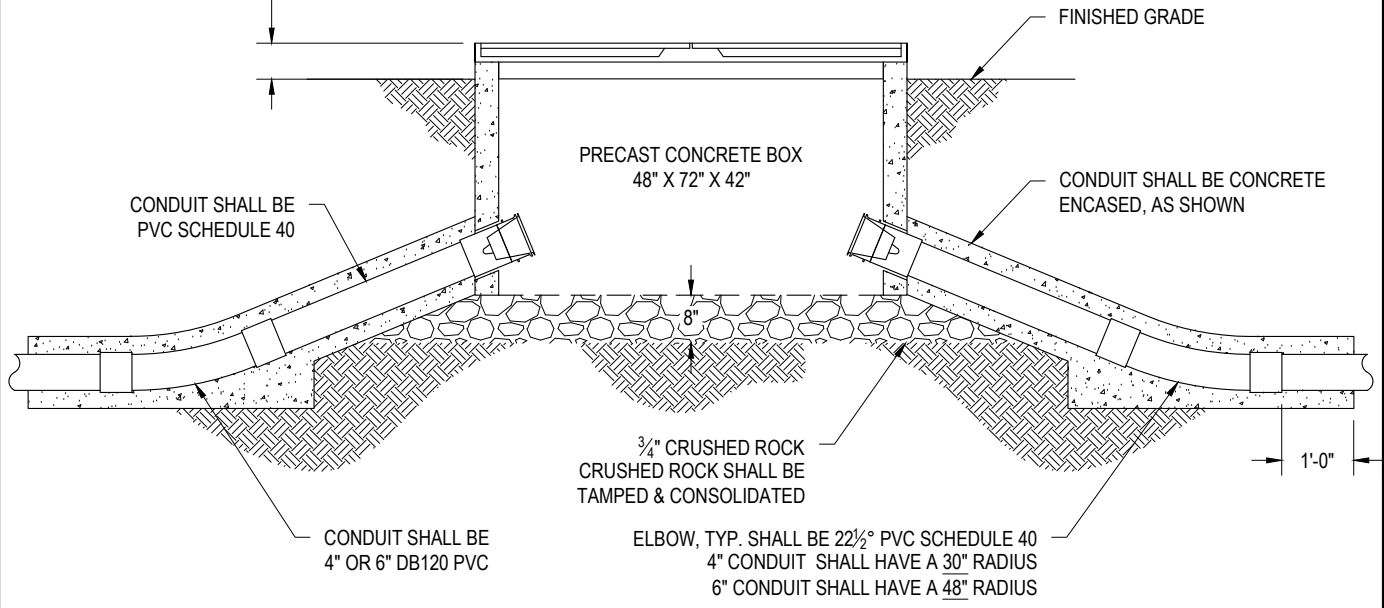 FINISHED GRADE
PRECAST CONCRETE BOX
48" X 72" X 42"
CONDUIT SHALL BE
PVC SCHEDULE 40
CONDUIT SHALL BE CONCRETE
ENCASED, AS SHOWN
8"
¾" CRUSHED ROCK
CRUSHED ROCK SHALL BE
TAMPED & CONSOLIDATED
1'-0"
CONDUIT SHALL BE
4" OR 6" DB120 PVC
ELBOW, TYP. SHALL BE 22½° PVC SCHEDULE 40
4" CONDUIT SHALL HAVE A 30" RADIUS
6" CONDUIT SHALL HAVE A 48" RADIUS